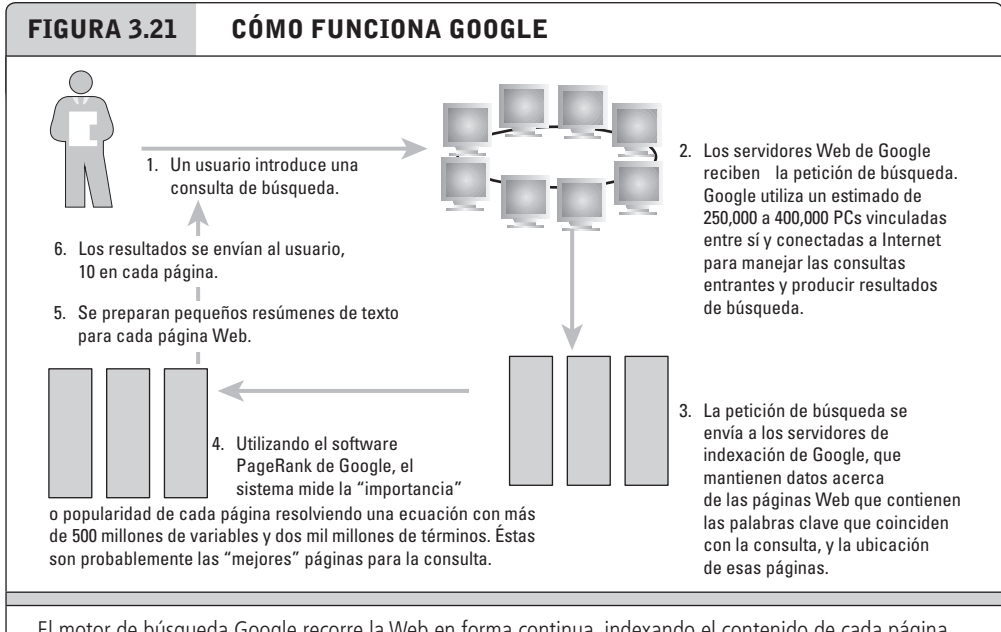 FIGURA 3.21 CÓMO FUNCIONA GOOGLE
1. Un usuario introduce una
consulta de búsqueda.
2. Los servidores Web de Google
reciben la petición de búsqueda.
Google utiliza un estimado de
250,000 a 400,000 PCs vinculadas
entre sí y conectadas a Internet
para manejar las consultas
entrantes y producir resultados
de búsqueda.
3. La petición de búsqueda se
envía a los servidores de
indexación de Google, que
mantienen datos acerca
de las páginas Web que contienen
las palabras clave que coinciden
con la consulta, y la ubicación
de esas páginas.
4. Utilizando el software
PageRank de Google, el
sistema mide la “importancia”
o popularidad de cada página resolviendo una ecuación con más
de 500 millones de variables y dos mil millones de términos. Éstas
son probablemente las “mejores” páginas para la consulta.
5. Se preparan pequeños resúmenes de texto
para cada página Web.
6. Los resultados se envían al usuario,
10 en cada página.
El motor de búsqueda Google recorre la Web en forma continua, indexando el contenido de cada página